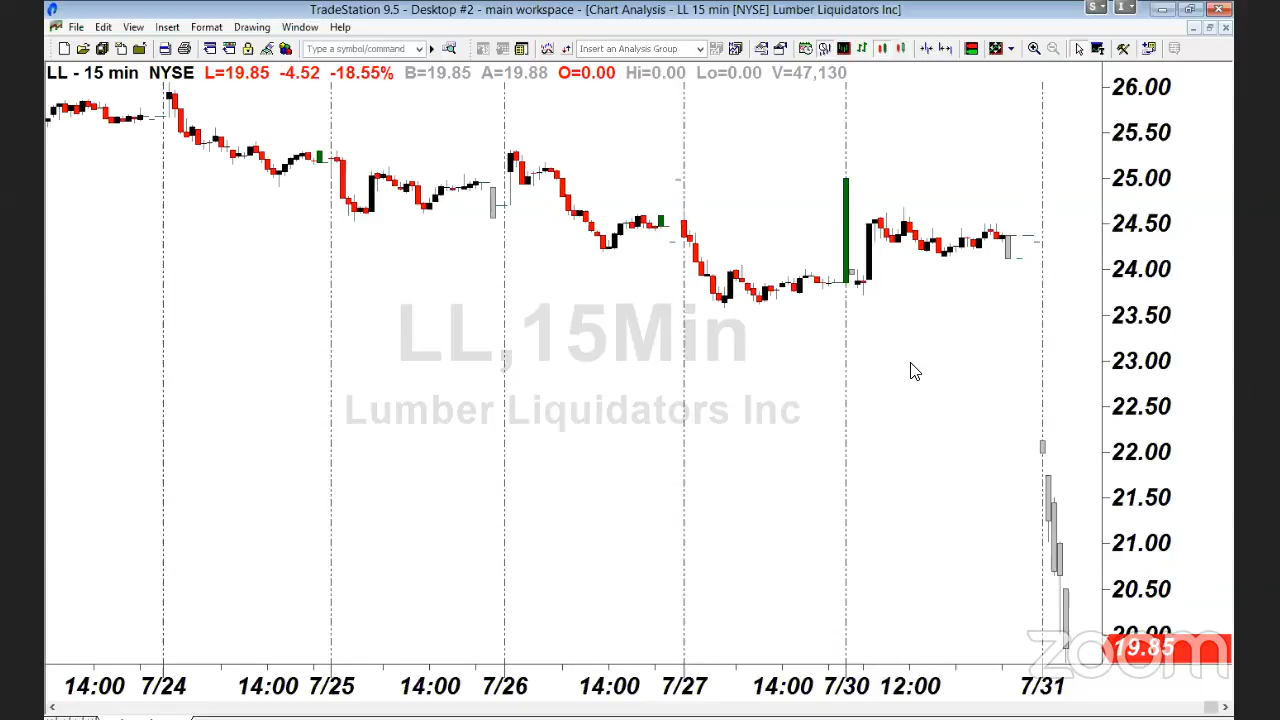 TradeStation 9.5 - Desktop #2 - main workspace - [Chart Analysis - LL 15 min [NYSE] Lumber Liquidators Inc]
S I
File Edit View Insert Format Drawing Window Help
Type a symbol/command Insert an Analysis Group
LL - 15 min NYSE L=19.85 -4.52 -18.55% B=19.85 A=19.88 O=0.00 Hi=0.00 Lo=0.00 V=47,130
26.00
25.50
25.00
24.50
24.00
23.50
LL,15Min
23.00
Lumber Liquidators Inc
22.50
22.00
21.50
21.00
20.50
20.00
19.85
zoom
14:00 7/24 14:00 7/25 14:00 7/26 14:00 7/27 14:00 7/30 12:00 7/31